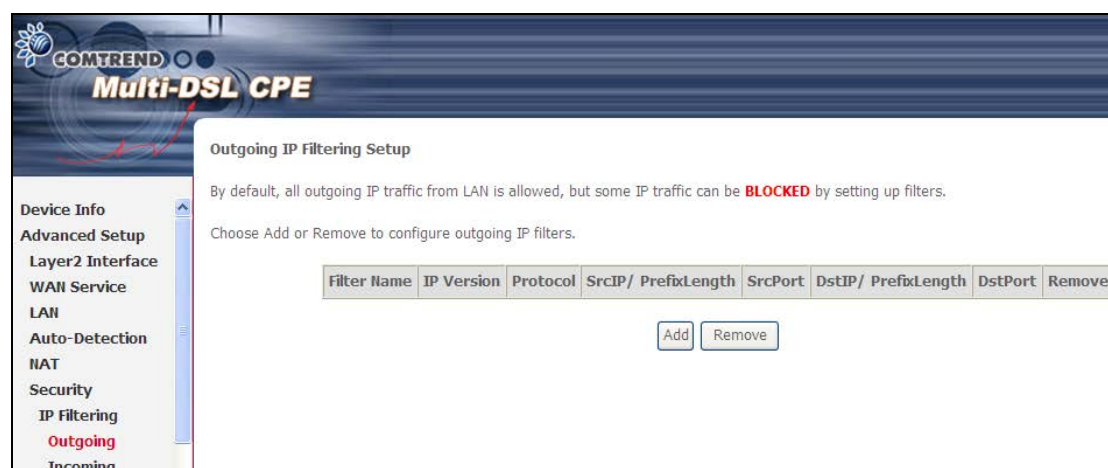 COMTREND
Multi-DSL CPE
Device Info
Advanced Setup
Layer2 Interface
WAN Service
LAN
Auto-Detection
NAT
Security
IP Filtering
Outgoing
Incoming
Outgoing IP Filtering Setup
By default, all outgoing IP traffic from LAN is allowed, but some IP traffic can be BLOCKED by setting up filters.
Choose Add or Remove to configure outgoing IP filters.
Filter Name IP Version Protocol SrcIP/ PrefixLength SrcPort DstIP/ PrefixLength DstPort Remove
Add Remove